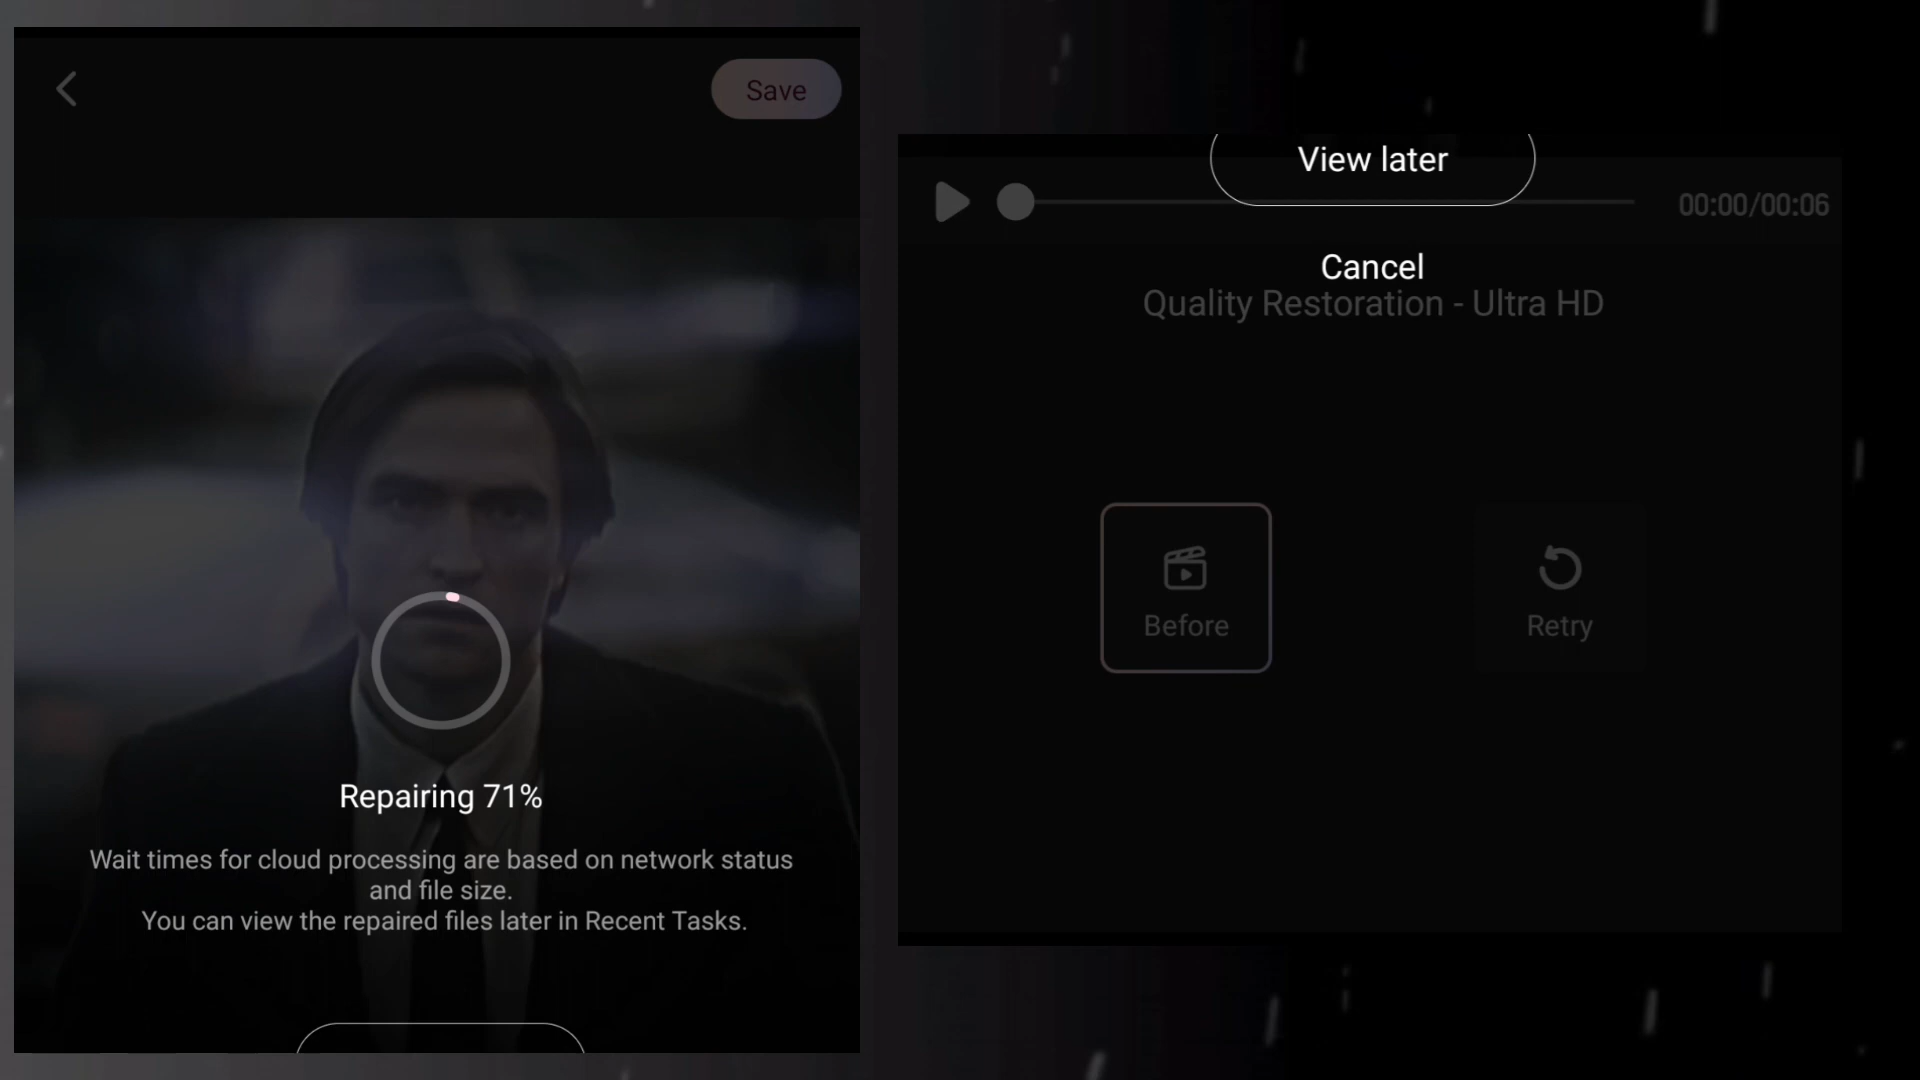 Save
Repairing 71%
Wait times for cloud processing are based on network status
and file size.
You can view the repaired files later in Recent Tasks.
View later
00:00/00:06
Cancel
Quality Restoration - Ultra HD
Before
Retry